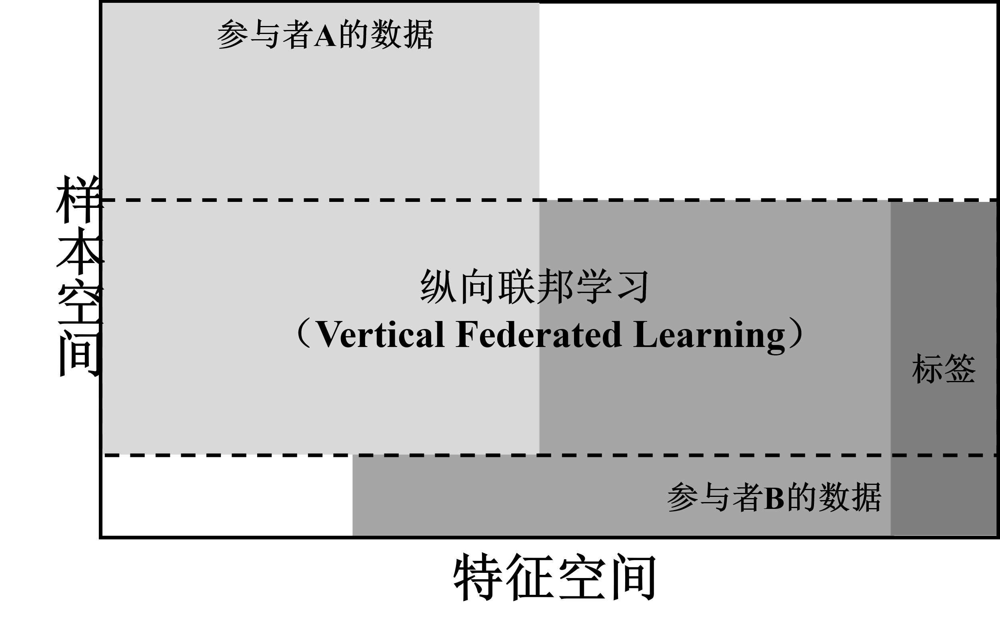 参与者A的数据
样本空间
纵向联邦学习
（Vertical Federated Learning）
标签
参与者B的数据
特征空间